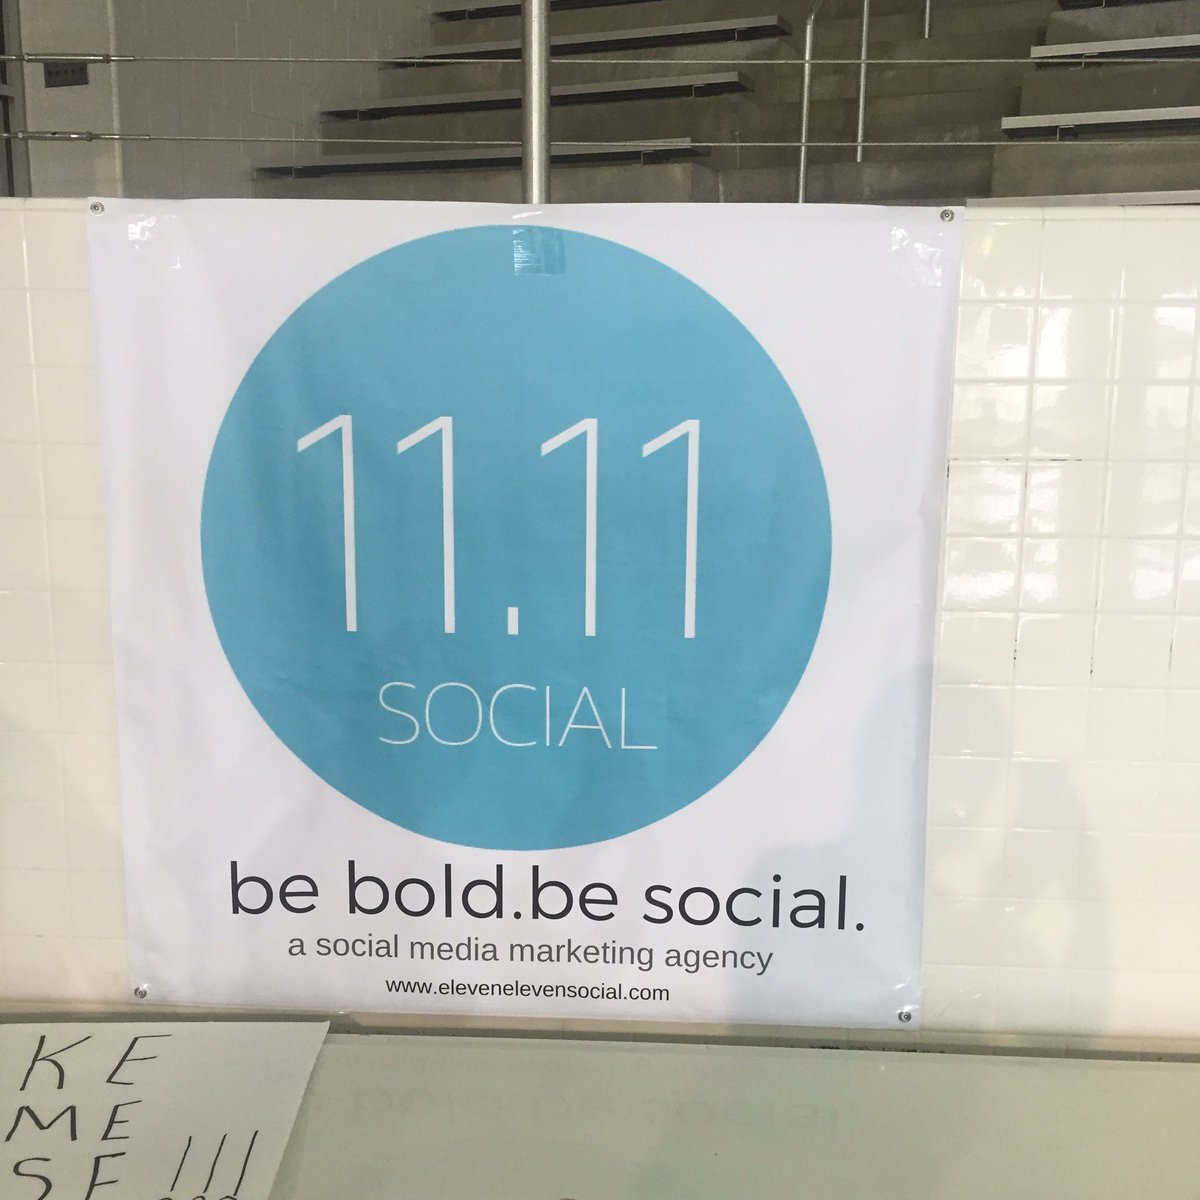 11.11
SOCIAL
be bold.be social.
a social media marketing agency
www.elevenelevensocial.com
KE
ME
SE !!!